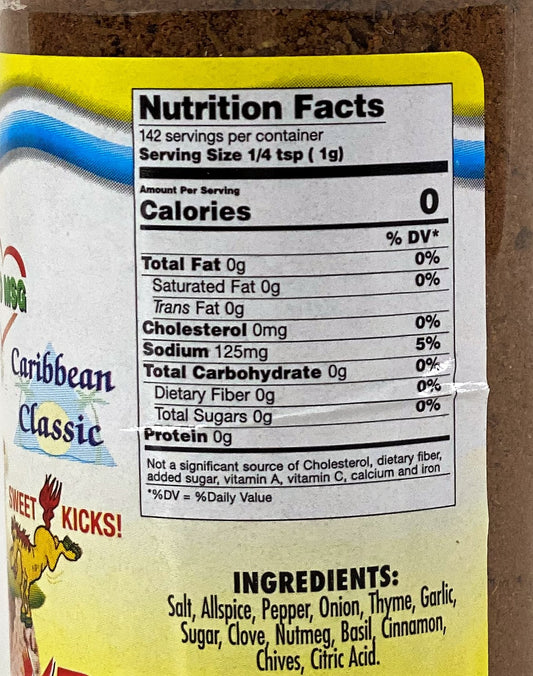 Nutrition Facts
142 servings per container
Serving Size 1/4 tsp ( 1g)
Amount Per Serving
Calories 0
% DV*
Total Fat 0g 0%
Saturated Fat 0g 0%
Trans Fat 0g
Cholesterol 0mg 0%
Sodium 125mg 5%
Total Carbohydrate 0g 0%
Dietary Fiber 0g 0%
Total Sugars 0g 0%
Protein 0g
Not a significant source of Cholesterol, dietary fiber,
added sugar, vitamin A, vitamin C, calcium and iron
*%DV = %Daily Value
MSG
Caribbean
Classic
SWEET KICKS!
INGREDIENTS:
Salt, Allspice, Pepper, Onion, Thyme, Garlic,
Sugar, Clove, Nutmeg, Basil, Cinnamon,
Chives, Citric Acid.